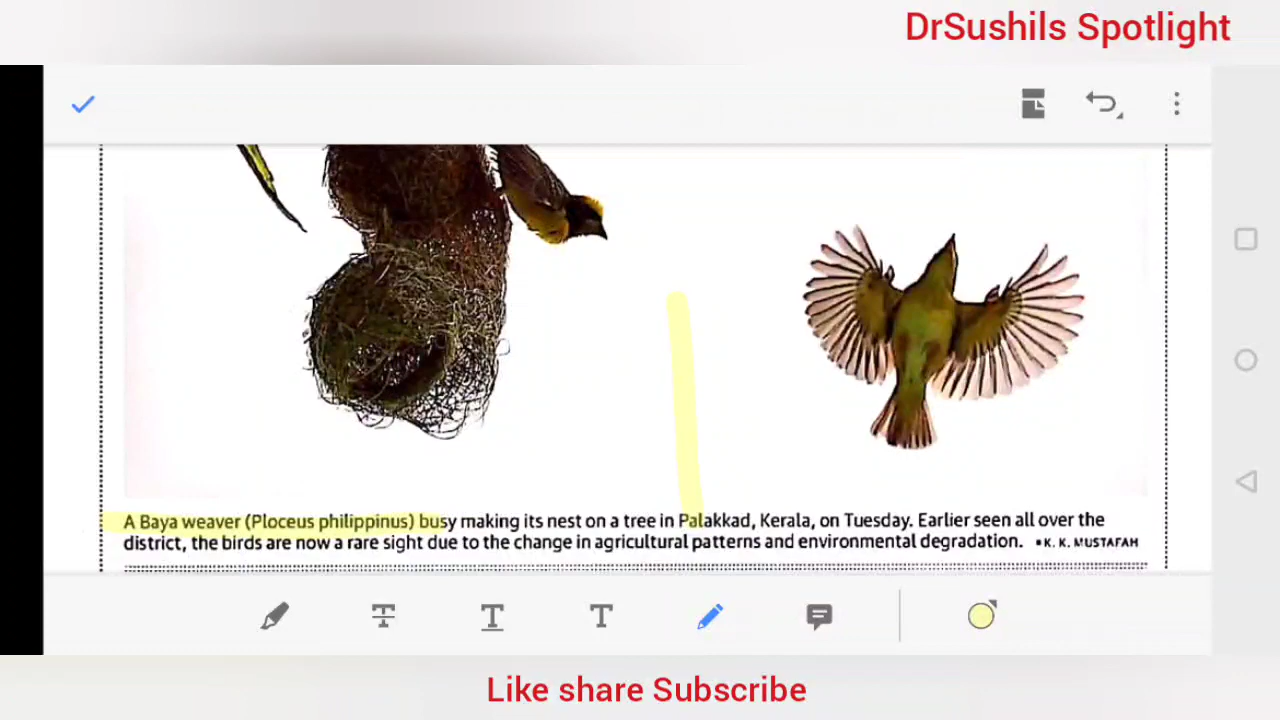 DrSushils Spotlight
A Baya weaver (Ploceus philippinus) busy making its nest on a tree in Palakkad, Kerala, on Tuesday. Earlier seen all over the
district, the birds are now a rare sight due to the change in agricultural patterns and environmental degradation. •K. K. MUSTAFAH
Like share Subscribe